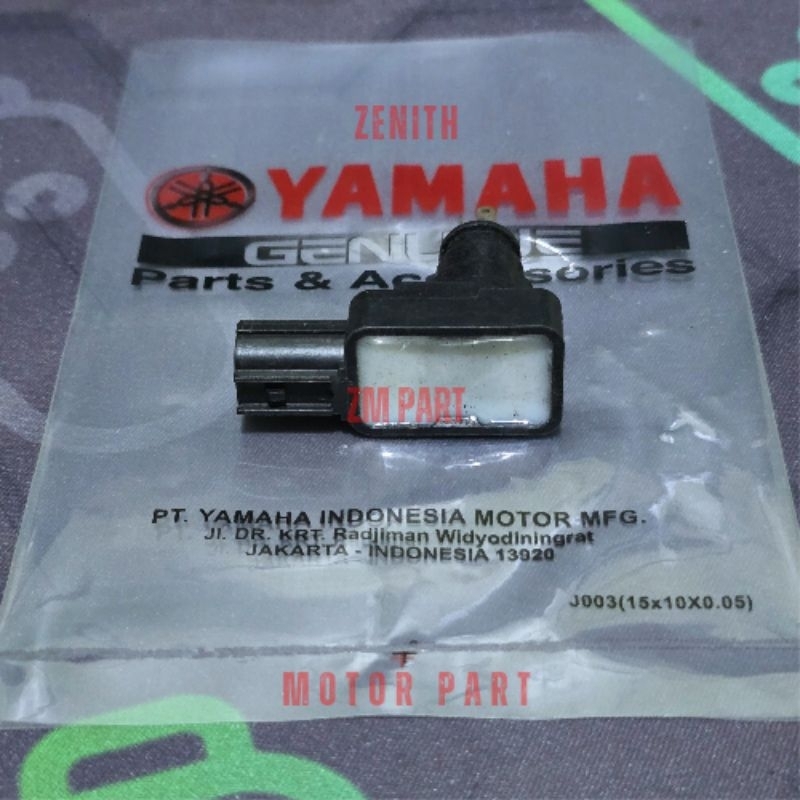 ZENITH
YAMAHA
GENUINE
Parts & Accessories
ZM PART
PT. YAMAHA INDONESIA MOTOR MFG.
Jl. DR. KRT. Radjiman Widyodiningrat
JAKARTA - INDONESIA 13920
J003(15x10X0.05)
MOTOR PART